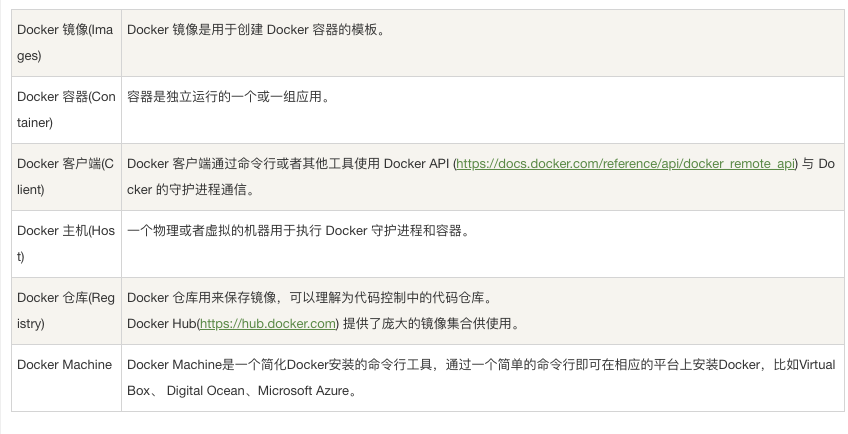 Docker 镜像(Ima
ges)
Docker 镜像是用于创建 Docker 容器的模板。
Docker 容器(Con
tainer)
容器是独立运行的一个或一组应用。
Docker 客户端(C
lient)
Docker 客户端通过命令行或者其他工具使用 Docker API (https://docs.docker.com/reference/api/docker_remote_api) 与 Do
cker 的守护进程通信。
Docker 主机(Hos
t)
一个物理或者虚拟的机器用于执行 Docker 守护进程和容器。
Docker 仓库(Reg
istry)
Docker 仓库用来保存镜像，可以理解为代码控制中的代码仓库。
Docker Hub(https://hub.docker.com) 提供了庞大的镜像集合供使用。
Docker Machine
Docker Machine是一个简化Docker安装的命令行工具，通过一个简单的命令行即可在相应的平台上安装Docker，比如Virtual
Box、 Digital Ocean、Microsoft Azure。